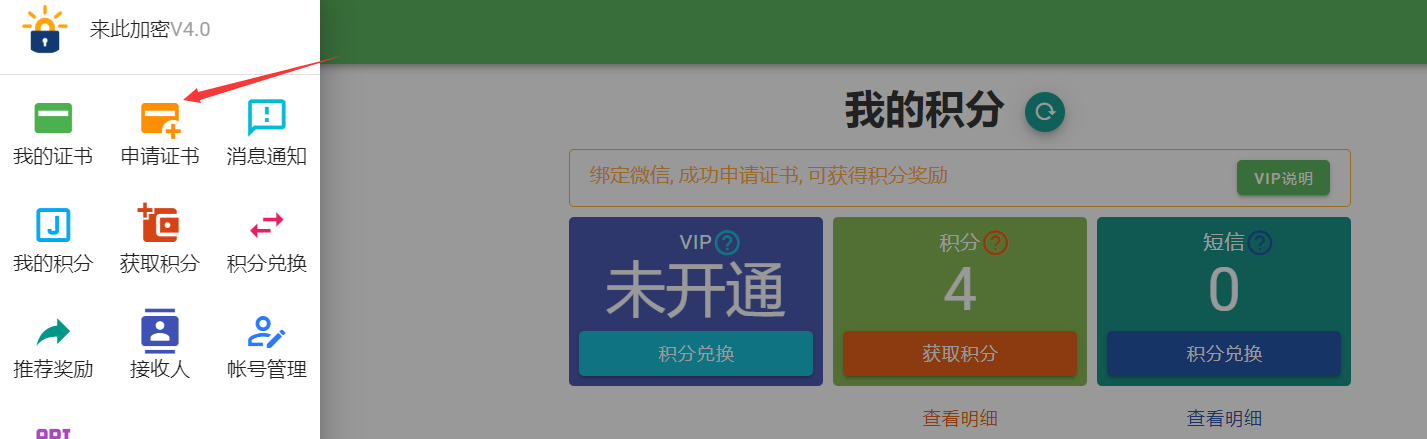 来此加密V4.0
我的证书 申请证书 消息通知
我的积分 获取积分 积分兑换
推荐奖励 接收人 帐号管理
我的积分
绑定微信, 成功申请证书, 可获得积分奖励
VIP说明
VIP
未开通
积分兑换
积分
4
获取积分
查看明细
短信
0
积分兑换
查看明细